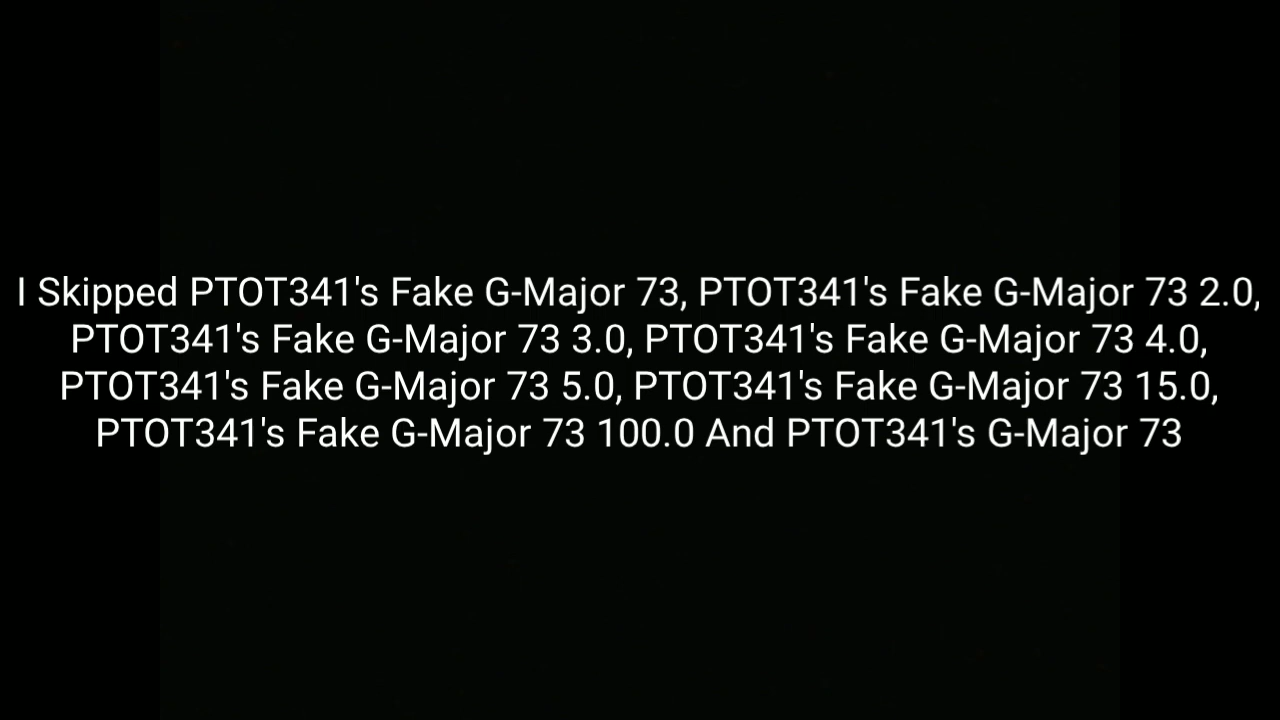 I Skipped PTOT341's Fake G-Major 73, PTOT341's Fake G-Major 73 2.0,
PTOT341's Fake G-Major 73 3.0, PTOT341's Fake G-Major 73 4.0,
PTOT341's Fake G-Major 73 5.0, PTOT341's Fake G-Major 73 15.0,
PTOT341's Fake G-Major 73 100.0 And PTOT341's G-Major 73